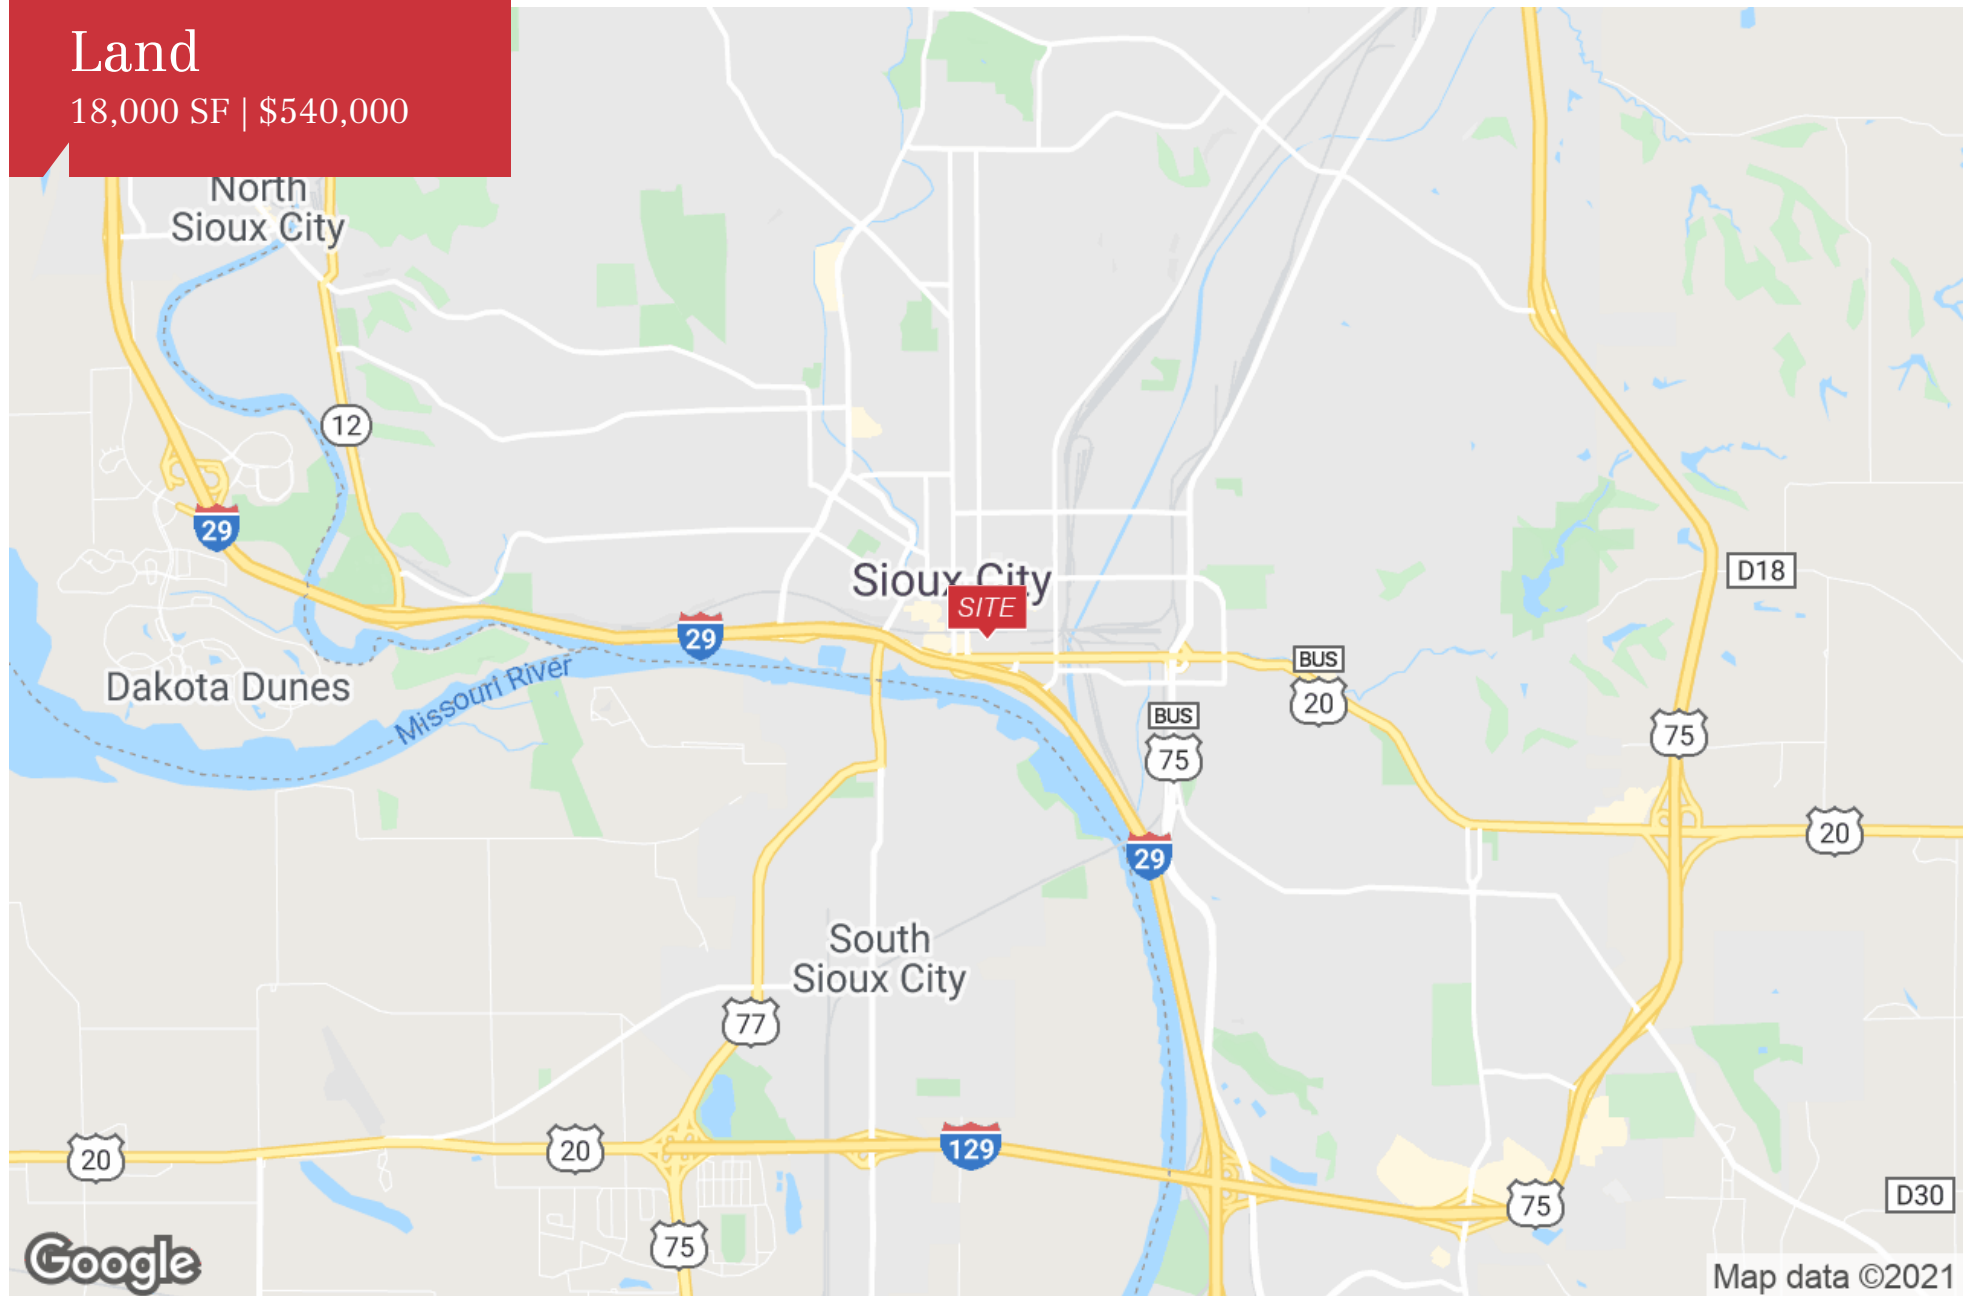 Land
18,000 SF | $540,000
North
Sioux City
12
29
Sioux City
SITE
29
D18
Dakota Dunes
Missouri River
BUS
20
BUS
75
75
29
20
South
Sioux City
77
20
20
129
75
75
D30
Google
Map data ©2021